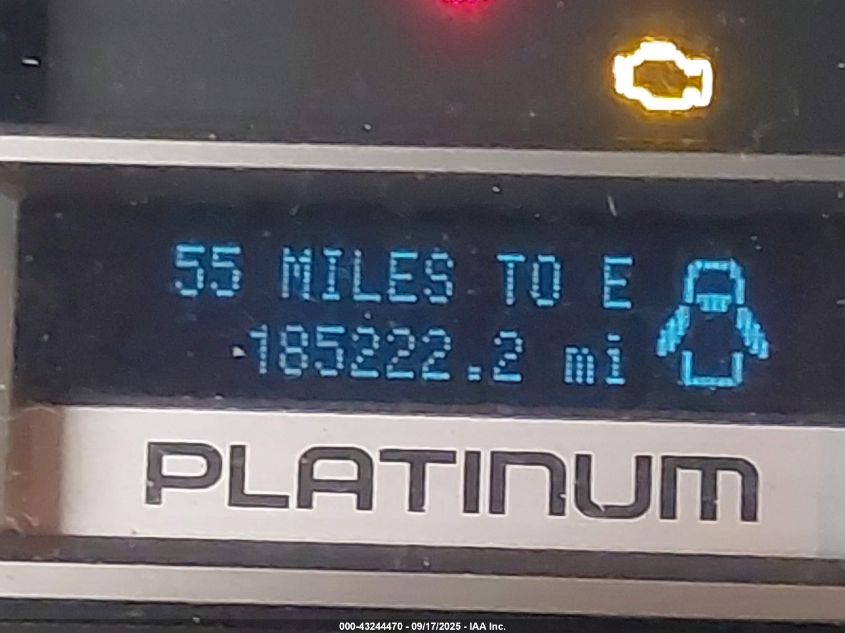 55 MILES TO E
185222.2 mi
PLATINUM
000-43244470 - 09/17/2025 - IAA Inc.